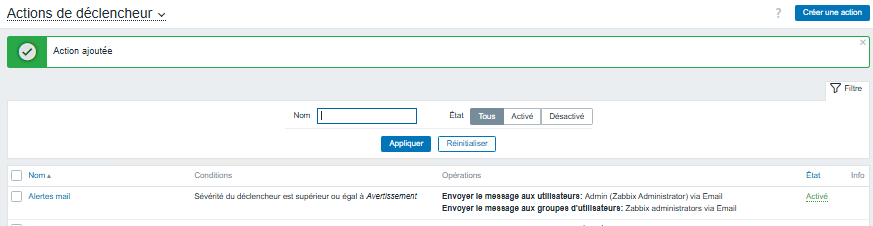 Actions de déclencheur
? Créer une action
Action ajoutée
Filtre
Nom État Tous Activé Désactivé
Appliquer Réinitialiser
Nom Conditions Opérations État Info
Alertes mail Sévérité du déclencheur est supérieur ou égal à Avertissement Envoyer le message aux utilisateurs: Admin (Zabbix Administrator) via Email Activé
Envoyer le message aux groupes d'utilisateurs: Zabbix administrators via Email